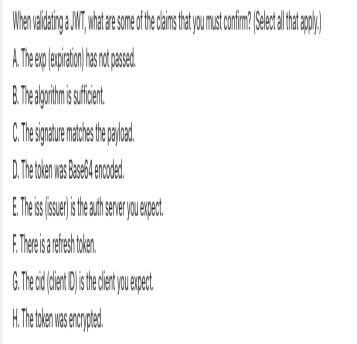 When validating a JWT, what are some of the claims that you must confirm? (Select all that apply.)
A. The exp (expiration) has not passed.
B. The algorithm is sufficient.
C. The signature matches the payload.
D. The token was Base64 encoded.
E. The iss (issuer) is the auth server you expect.
F. There is a refresh token.
G. The cid (client ID) is the client you expect.
H. The token was encrypted.